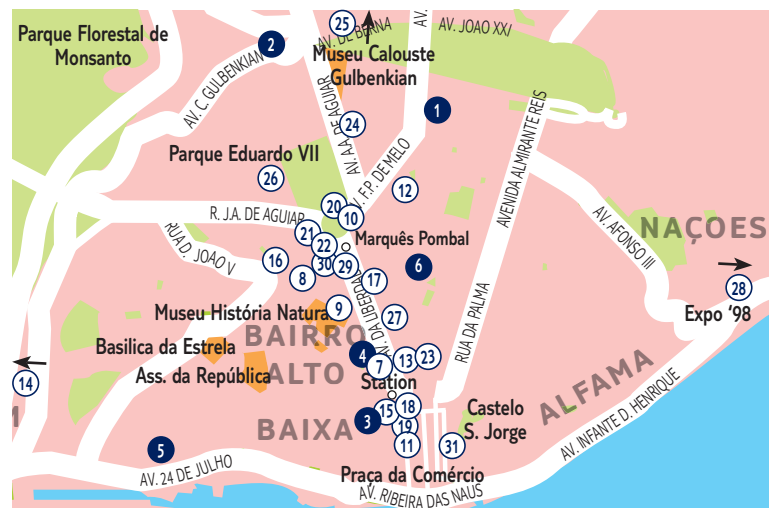 25
AV. DE BERNA
AV.
AV. JOAO XXI
Parque Florestal de
Monsanto
2
Museu Calouste
Gulbenkian
AV. C. GULBENKIAN
1
24
AV. A.A. DE AGUIAR
AVENIDA ALMIRANTE REIS
Parque Eduardo VII
26
AV. F.P. DE MELO
12
20
10
R. J.A. DE AGUIAR
21
22
Marquês Pombal
AV. AFONSO III
NAÇOES
RUA D. JOAO V
16
30
29
6
8
17
28
Expo ‘98
Museu História Natural
9
AV. DA LIBERDADE
27
RUA DA PALMA
BAIRRO
ALTO
Basilica da Estrela
Ass. da República
4
7
13
23
Station
14
ALFAMA
AV. INFANTE D. HENRIQUE
15
18
Castelo
S. Jorge
3
19
BAIXA
11
31
5
Praça da Comércio
AV. 24 DE JULHO
AV. RIBEIRA DAS NAUS